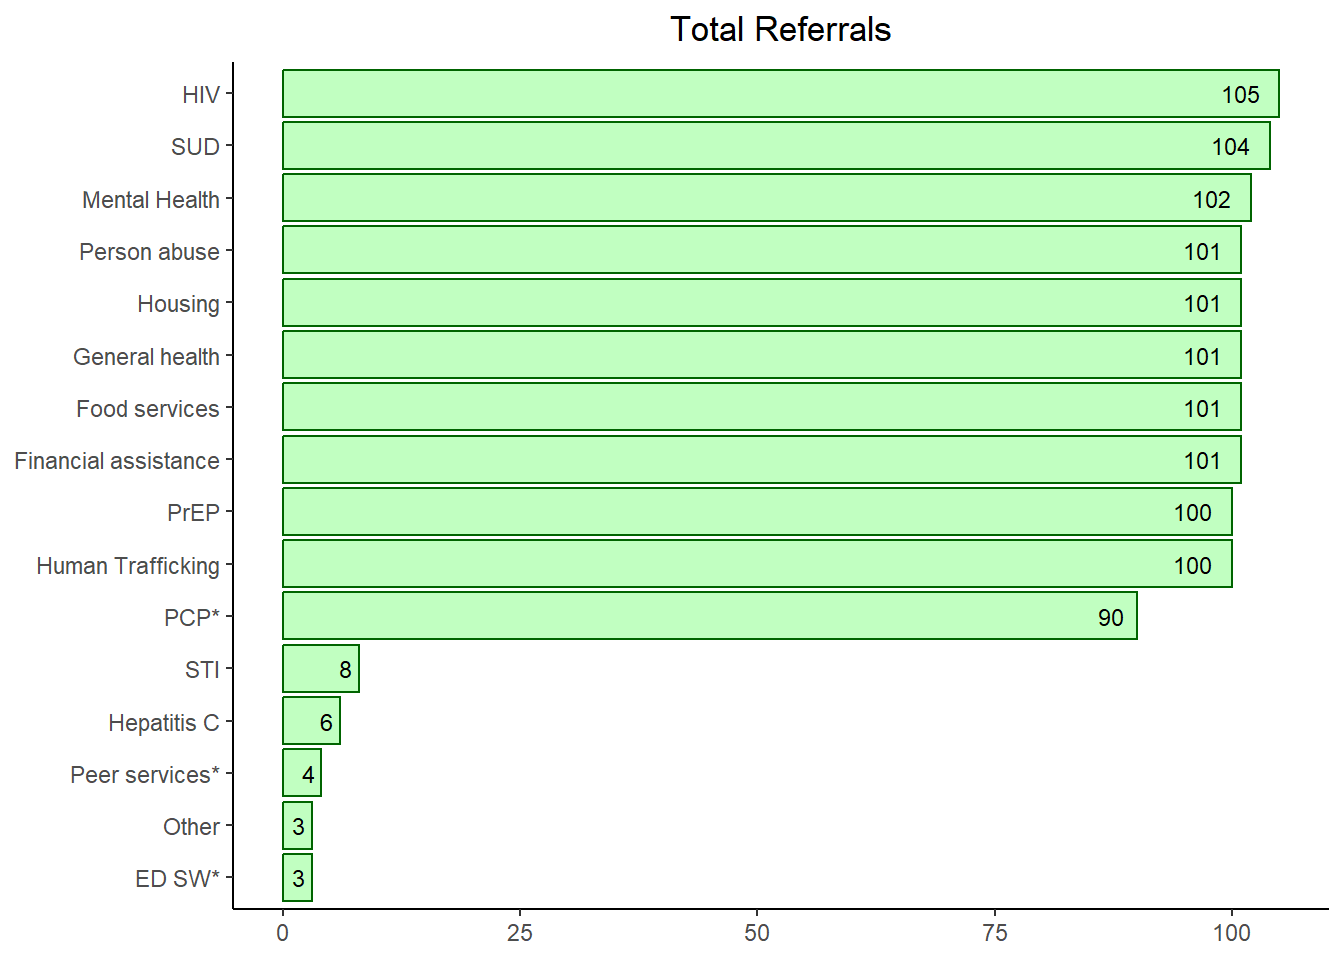 Total Referrals
HIV 105
SUD 104
Mental Health 102
Person abuse 101
Housing 101
General health 101
Food services 101
Financial assistance 101
PrEP 100
Human Trafficking 100
PCP* 90
STI 8
Hepatitis C 6
Peer services* 4
Other 3
ED SW* 3
0 25 50 75 100